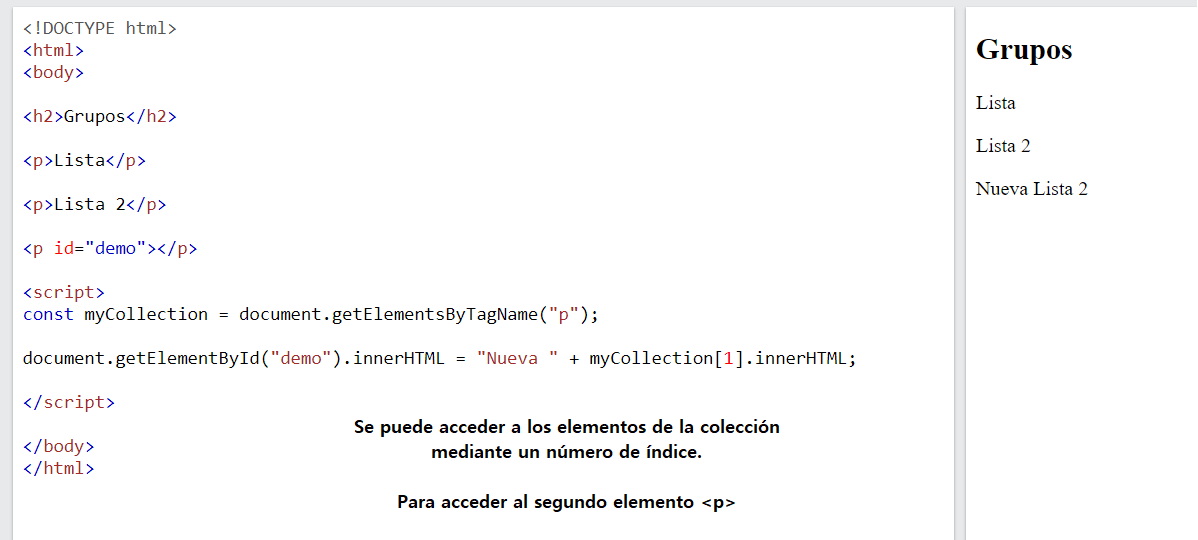 <!DOCTYPE html>
<html>
<body>
<h2>Grupos</h2>
<p>Lista</p>
<p>Lista 2</p>
<p id="demo"></p>
<script>
const myCollection = document.getElementsByTagName("p");
document.getElementById("demo").innerHTML = "Nueva " + myCollection[1].innerHTML;
</script>
</body>
</html>
Se puede acceder a los elementos de la colección
mediante un número de índice.
Para acceder al segundo elemento <p>
Grupos
Lista
Lista 2
Nueva Lista 2